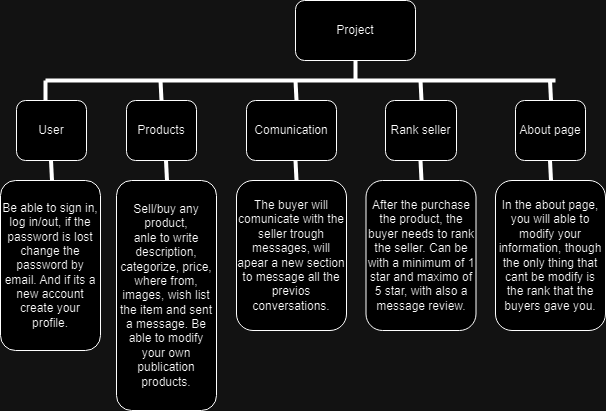 Project
User
Products
Comunication
Rank seller
About page
Be able to sign in,
log in/out, if the
password is lost
change the
password by
email. And if its a
new account
create your
profile.
Sell/buy any
product,
anle to write
description,
categorize, price,
where from,
images, wish list
the item and sent
a message. Be
able to modify
your own
publication
products.
The buyer will
comunicate with the
seller trough
messages, will
apear a new section
to message all the
previos
conversations.
After the purchase
the product, the
buyer needs to rank
the seller. Can be
with a minimum of 1
star and maximo of
5 star, with also a
message review.
In the about page,
you will able to
modify your
information, though
the only thing that
cant be modify is
the rank that the
buyers gave you.